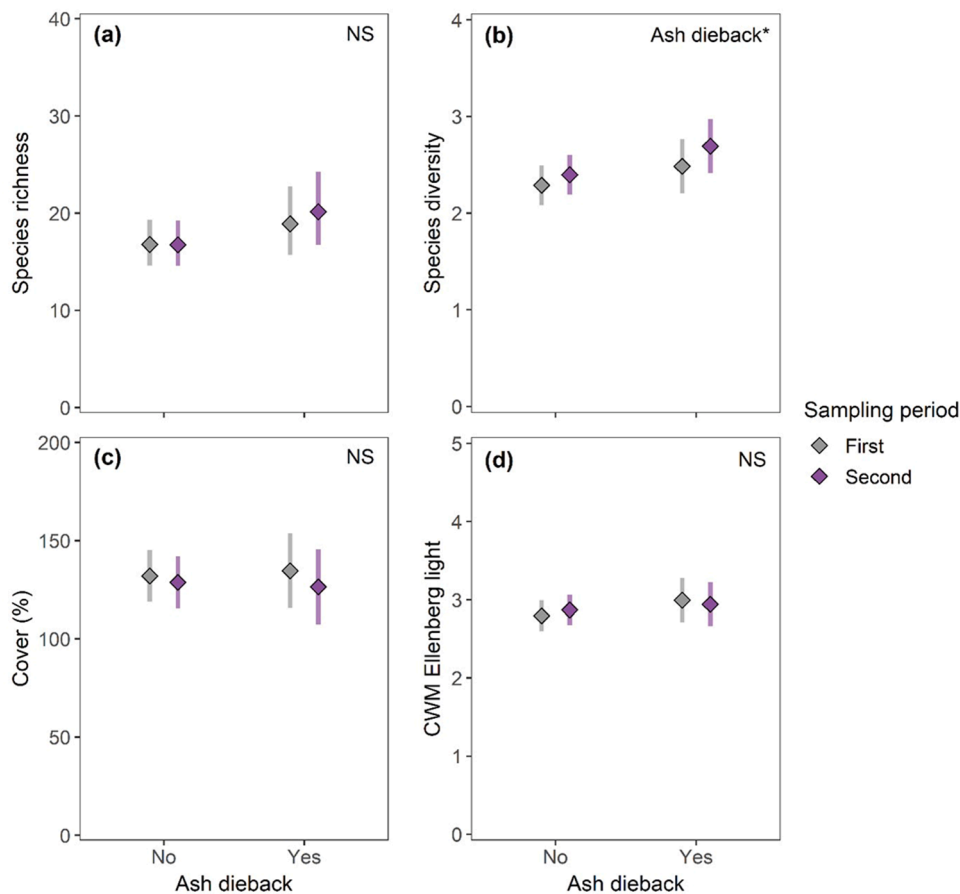 (a)
NS
Species richness
40
30
20
10
0
(b)
Ash dieback*
Species diversity
4
3
2
1
0
(c)
NS
Cover (%)
200
150
100
50
0
No
Yes
Ash dieback
(d)
NS
CWM Ellenberg light
5
4
3
2
1
0
No
Yes
Ash dieback
Sampling period
First
Second